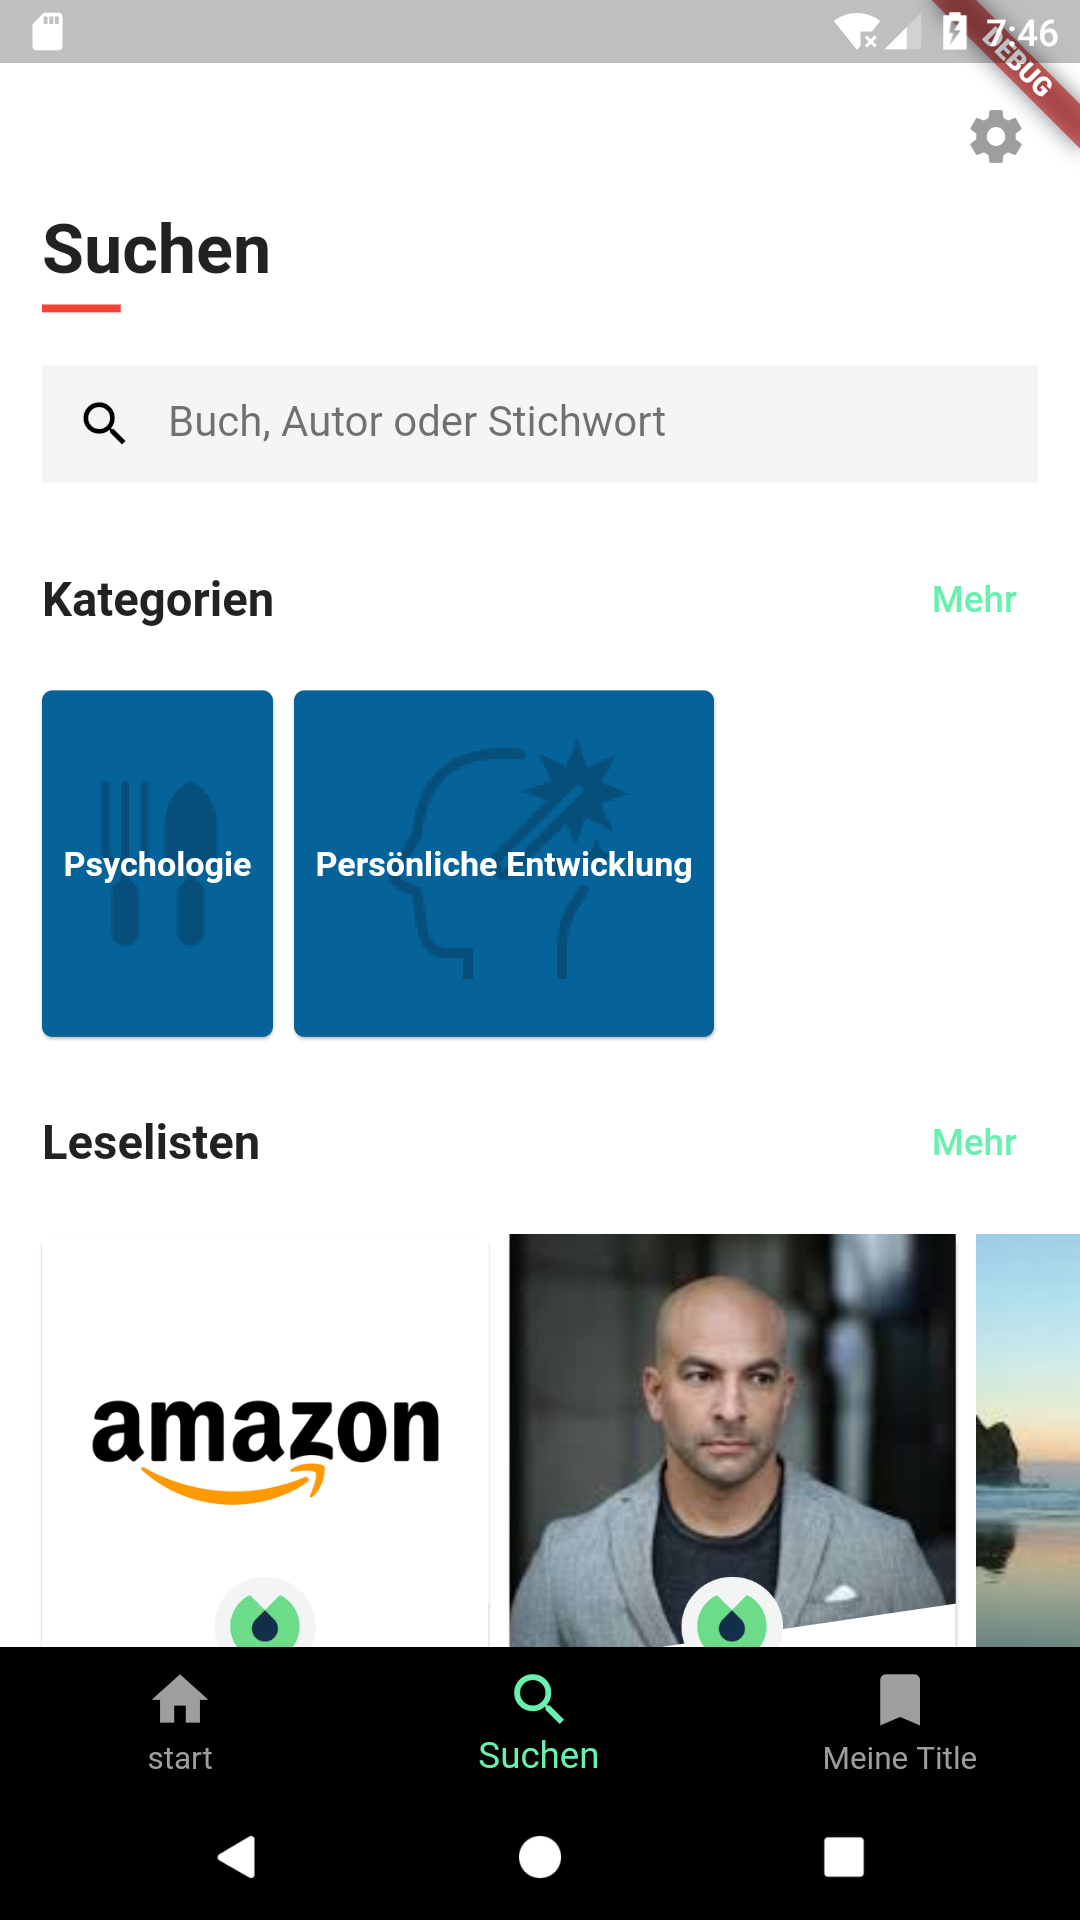 7:46
DEBUG
Suchen
Buch, Autor oder Stichwort
Kategorien
Mehr
Psychologie
Persönliche Entwicklung
Leselisten
Mehr
amazon
start
Suchen
Meine Title